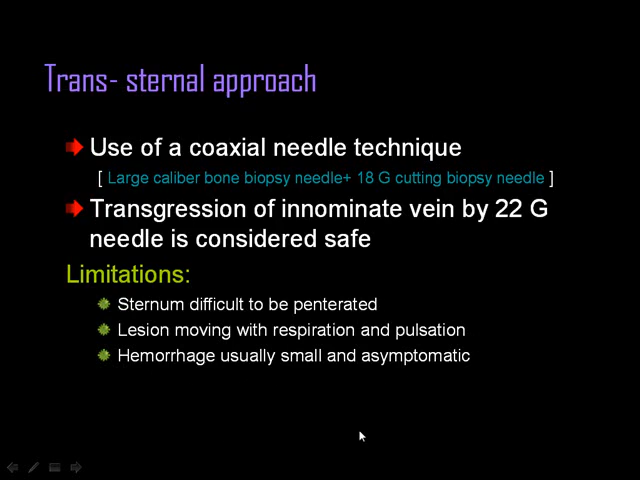 Trans- sternal approach
Use of a coaxial needle technique
[ Large caliber bone biopsy needle+ 18 G cutting biopsy needle ]
Transgression of innominate vein by 22 G
needle is considered safe
Limitations:
Sternum difficult to be penterated
Lesion moving with respiration and pulsation
Hemorrhage usually small and asymptomatic